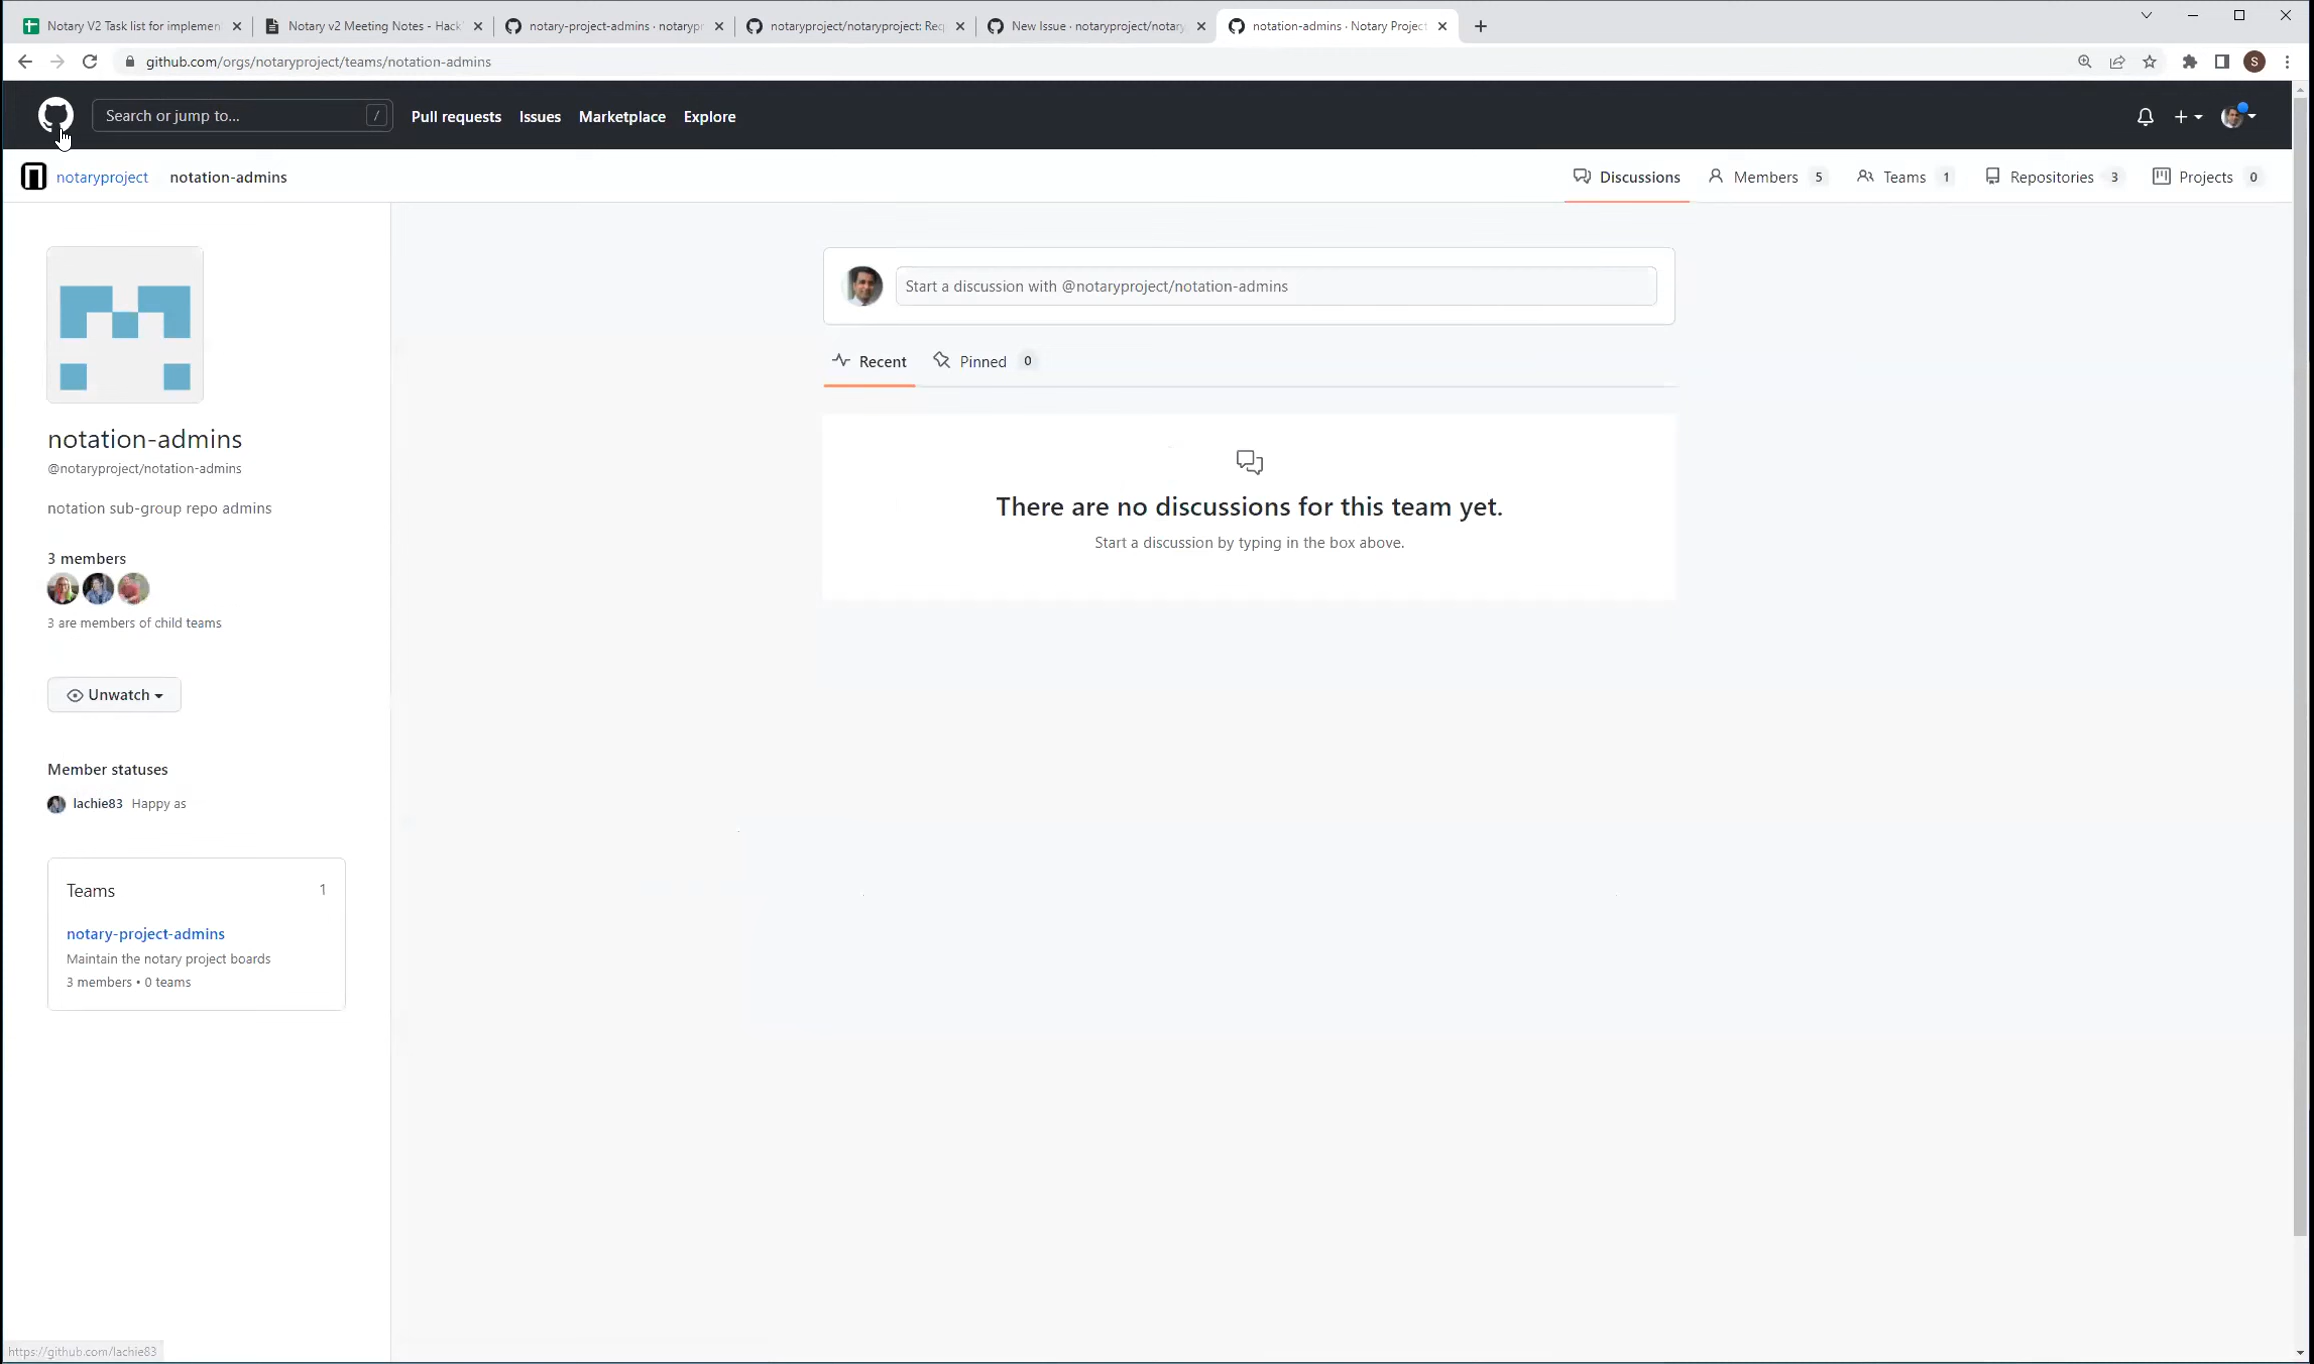 Notary V2 Task list for implemen
Notary v2 Meeting Notes - Hack
notary-project-admins · notarypr
notaryproject/notaryproject: Req
New Issue · notaryproject/notary
notation-admins · Notary Project
github.com/orgs/notaryproject/teams/notation-admins
S
Search or jump to...
/
Pull requests
Issues
Marketplace
Explore
notaryproject
notation-admins
Discussions
Members 5
Teams 1
Repositories 3
Projects 0
Start a discussion with @notaryproject/notation-admins
Recent
Pinned 0
There are no discussions for this team yet.
Start a discussion by typing in the box above.
notation-admins
@notaryproject/notation-admins
notation sub-group repo admins
3 members
3 are members of child teams
Unwatch
Member statuses
lachie83 Happy as
Teams 1
notary-project-admins
Maintain the notary project boards
3 members • 0 teams
https://github.com/lachie83